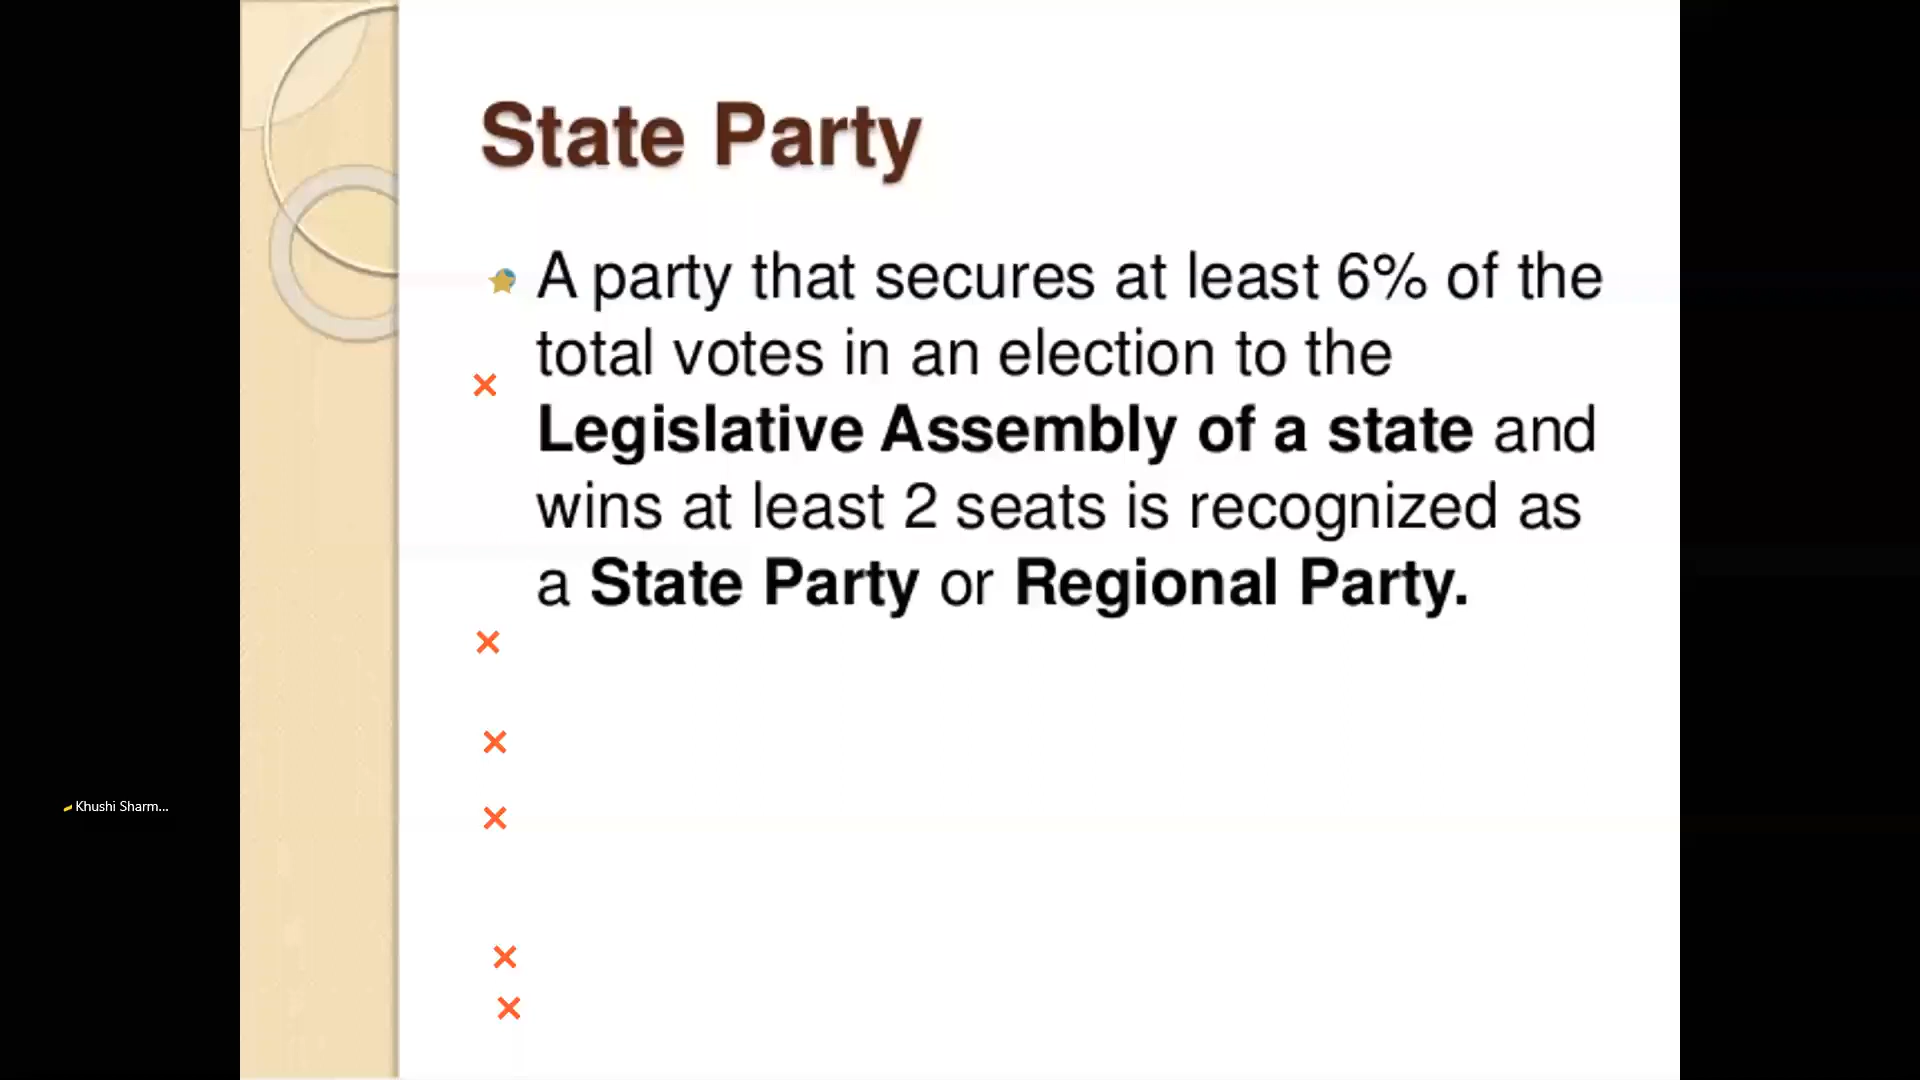 State Party
A party that secures at least 6% of the
total votes in an election to the
Legislative Assembly of a state and
wins at least 2 seats is recognized as
a State Party or Regional Party.
Khushi Sharm...